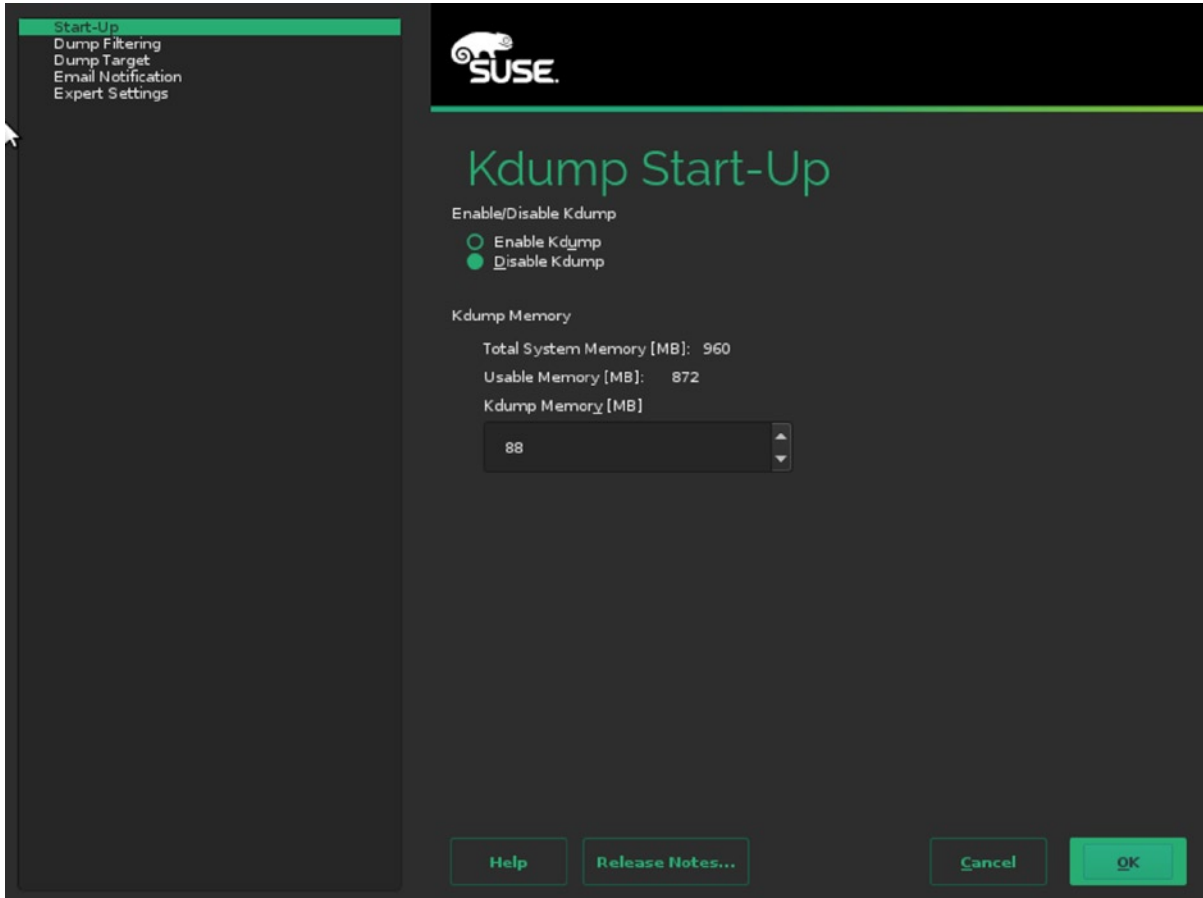 Start-Up
Dump Filtering
Dump Target
Email Notification
Expert Settings
SUSE.
Kdump Start-Up
Enable/Disable Kdump
Enable Kdump
Disable Kdump
Kdump Memory
Total System Memory [MB]: 960
Usable Memory [MB]: 872
Kdump Memory [MB]
88
Help Release Notes... Cancel OK